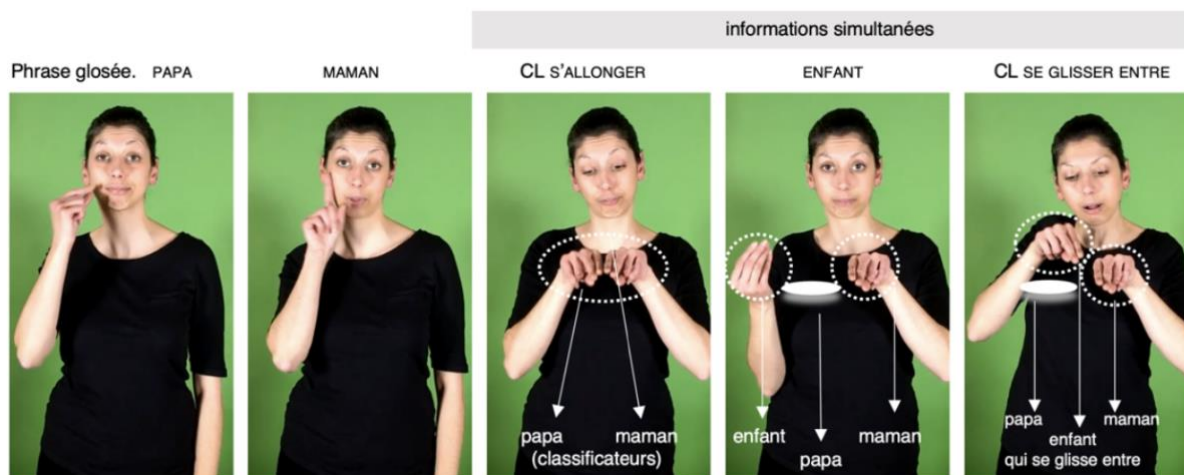 informations simultanées
Phrase glosée. PAPA
MAMAN
CL S'ALLONGER
ENFANT
CL SE GLISSER ENTRE
papa
maman
(classificateurs)
enfant
maman
papa
papa
maman
enfant
qui se glisse entre